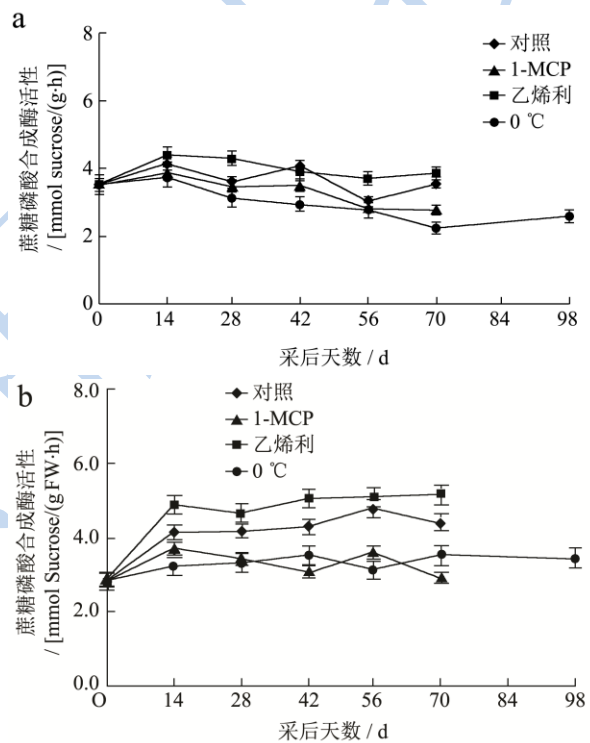 a
8
6
4
2
0
蔗糖磷酸合成酶活性
/ [mmol sucrose/(g·h)]
对照
1-MCP
乙烯利
0 ℃
0 14 28 42 56 70 84 98
采后天数 / d
b
8.0
6.0
4.0
2.0
0.0
蔗糖磷酸合成酶活性
/ [mmol Sucrose/(gFW·h)]
对照
1-MCP
乙烯利
0 ℃
O 14 28 42 56 70 84 98
采后天数 / d